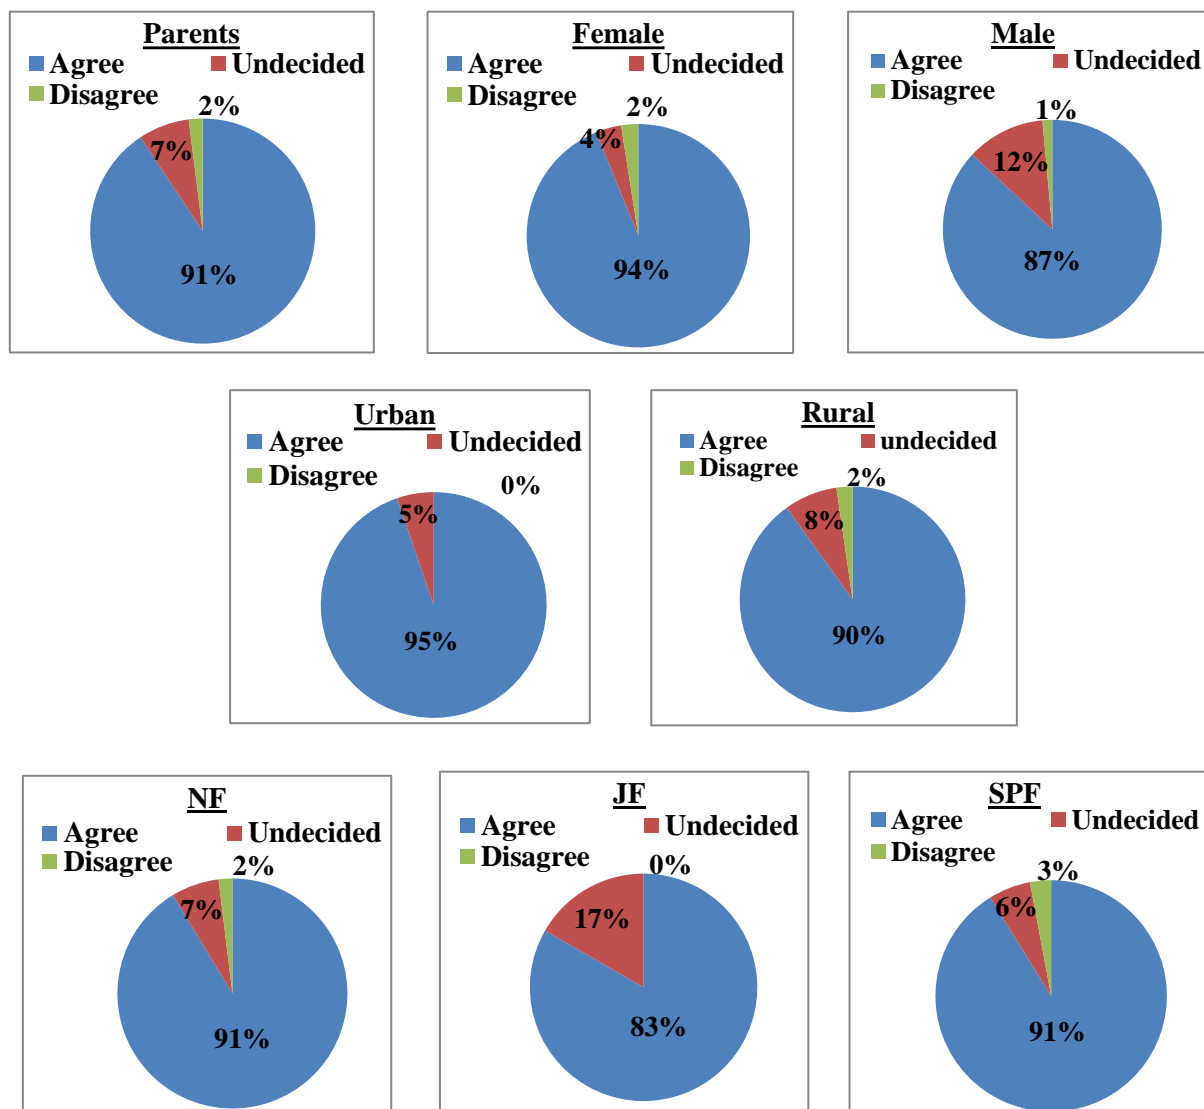 Parents
Agree Undecided
Disagree
2%
7%
91%
Female
Agree Undecided
Disagree
2%
4%
94%
Male
Agree Undecided
Disagree
1%
12%
87%
Urban
Agree Undecided
Disagree
0%
5%
95%
Rural
Agree undecided
Disagree
2%
8%
90%
NF
Agree Undecided
Disagree
2%
7%
91%
JF
Agree Undecided
Disagree
0%
17%
83%
SPF
Agree Undecided
Disagree
3%
6%
91%